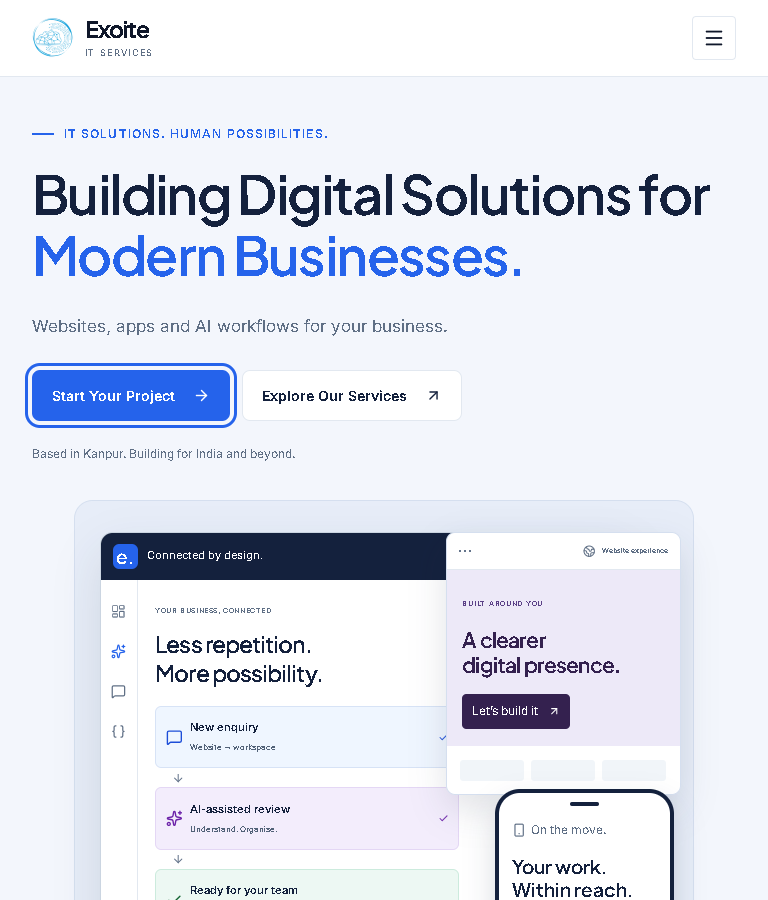 Exoite
IT SERVICES
IT SOLUTIONS. HUMAN POSSIBILITIES.
Building Digital Solutions for
Modern Businesses.
Websites, apps and AI workflows for your business.
Start Your Project →
Explore Our Services ↗
Based in Kanpur. Building for India and beyond.
e. Connected by design.
... Website experience
YOUR BUSINESS, CONNECTED
Less repetition.
More possibility.
BUILT AROUND YOU
A clearer
digital presence.
Let's build it ↗
New enquiry
Website → workspace
AI-assisted review
Understand. Organise.
Ready for your team
On the move.
Your work.
Within reach.